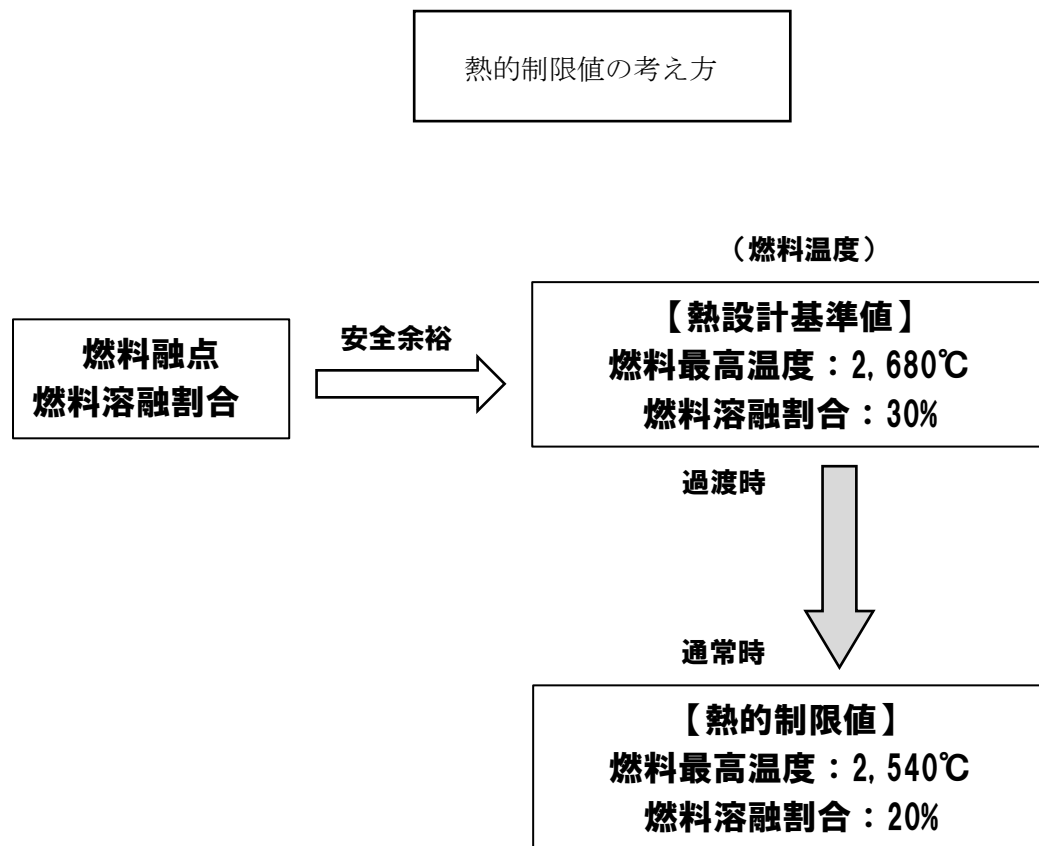 熱的制限値の考え方
（燃料温度）
燃料融点
燃料溶融割合
安全余裕
【熱設計基準値】
燃料最高温度：2,680℃
燃料溶融割合：30%
過渡時
通常時
【熱的制限値】
燃料最高温度：2,540℃
燃料溶融割合：20%